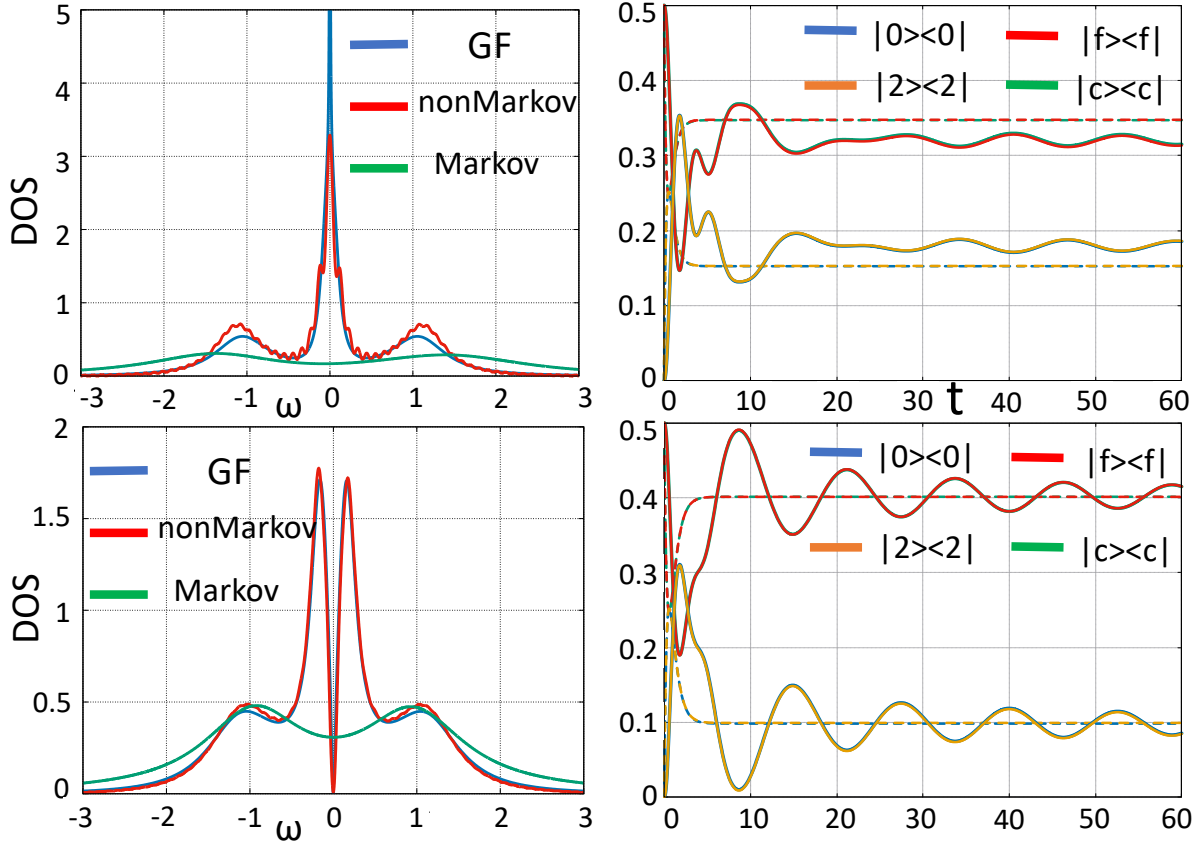 5
4
3
2
1
0
DOS
GF
nonMarkov
Markov
-3 -2 -1 0 1 2 3
ω
0.5
0.4
0.3
0.2
0.1
0
|0><0| |f><f|
|2><2| |c><c|
0 10 20 30 40 50 60
t
2
1.5
1
0.5
0
DOS
GF
nonMarkov
Markov
-3 -2 -1 0 1 2 3
ω
0.5
0.4
0.3
0.2
0.1
0
|0><0| |f><f|
|2><2| |c><c|
0 10 20 30 40 50 60